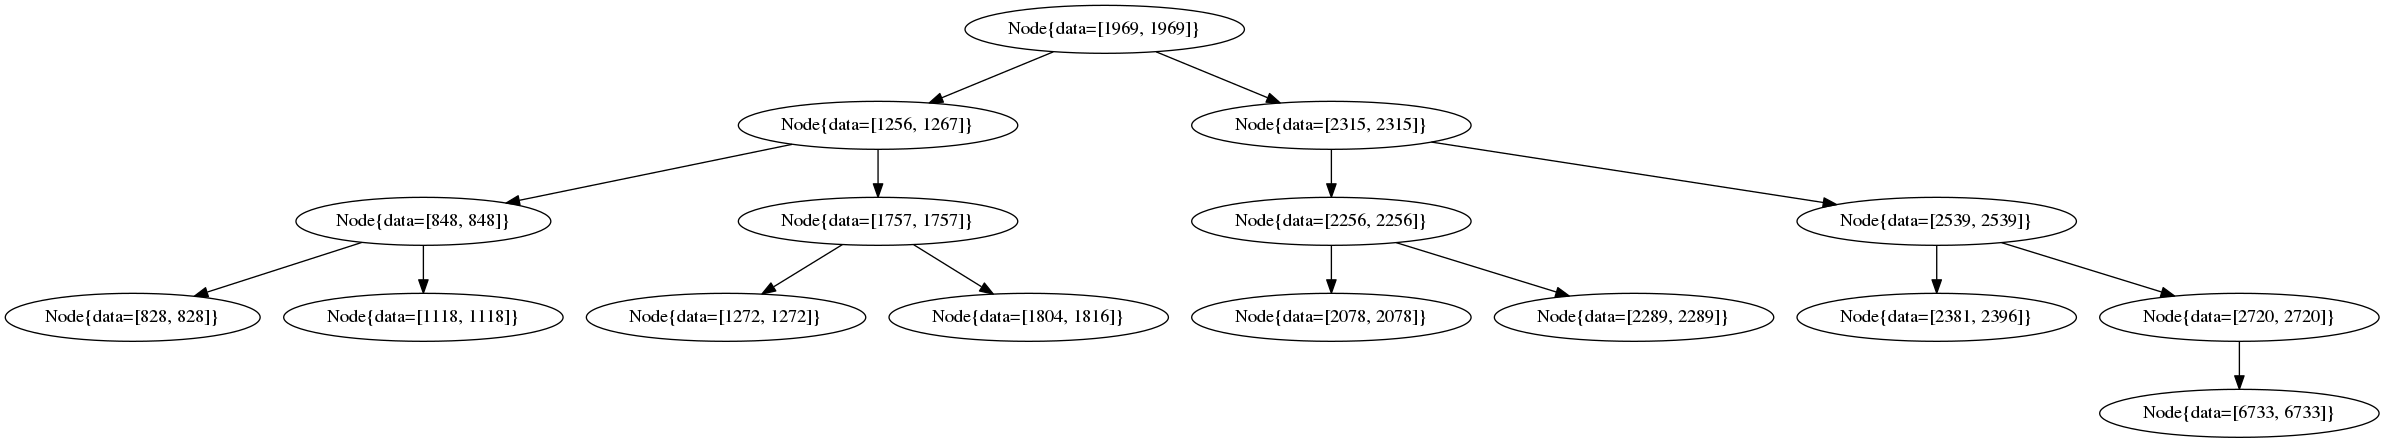 Node{data=[1969, 1969]}
Node{data=[1256, 1267]}
Node{data=[2315, 2315]}
Node{data=[848, 848]}
Node{data=[1757, 1757]}
Node{data=[2256, 2256]}
Node{data=[2539, 2539]}
Node{data=[828, 828]}
Node{data=[1118, 1118]}
Node{data=[1272, 1272]}
Node{data=[1804, 1816]}
Node{data=[2078, 2078]}
Node{data=[2289, 2289]}
Node{data=[2381, 2396]}
Node{data=[2720, 2720]}
Node{data=[6733, 6733]}